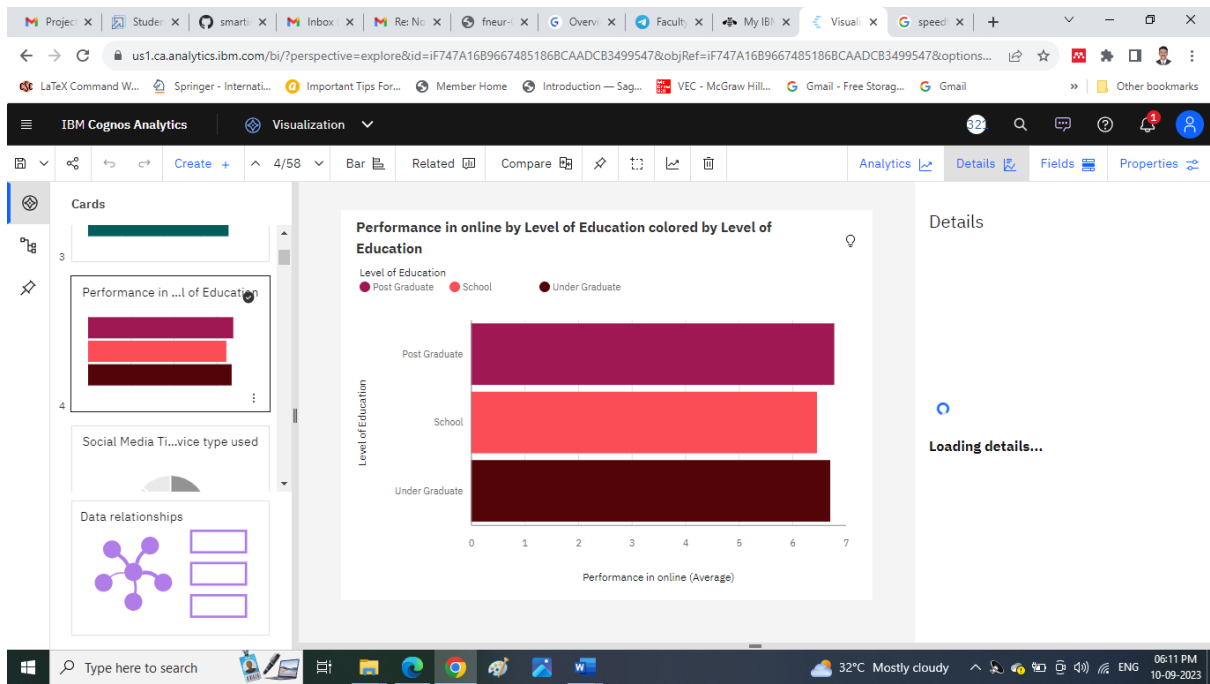 Project
Studer
smarti
Inbox (
Re: No
fneur-
Overvi
Faculty
My IBM
Visuali
speedt
us1.ca.analytics.ibm.com/bi/?perspective=explore&id=iF747A16B9667485186BCAADCB3499547&objRef=iF747A16B9667485186BCAADCB3499547&options...
LaTeX Command W...
Springer - Internati...
Important Tips For...
Member Home
Introduction — Sag...
VEC - McGraw Hill...
Gmail - Free Storag...
Gmail
»
Other bookmarks
IBM Cognos Analytics
Visualization
321
1
Create +
4/58
Bar
Related
Compare
Analytics
Details
Fields
Properties
Cards
3
Performance in ...l of Education
4
Social Media Ti...vice type used
Data relationships
Performance in online by Level of Education colored by Level of
Education
Level of Education
Post Graduate School Under Graduate
Level of Education
Post Graduate
School
Under Graduate
0 1 2 3 4 5 6 7
Performance in online (Average)
Details
Loading details...
Type here to search
32°C Mostly cloudy
ENG
06:11 PM
10-09-2023